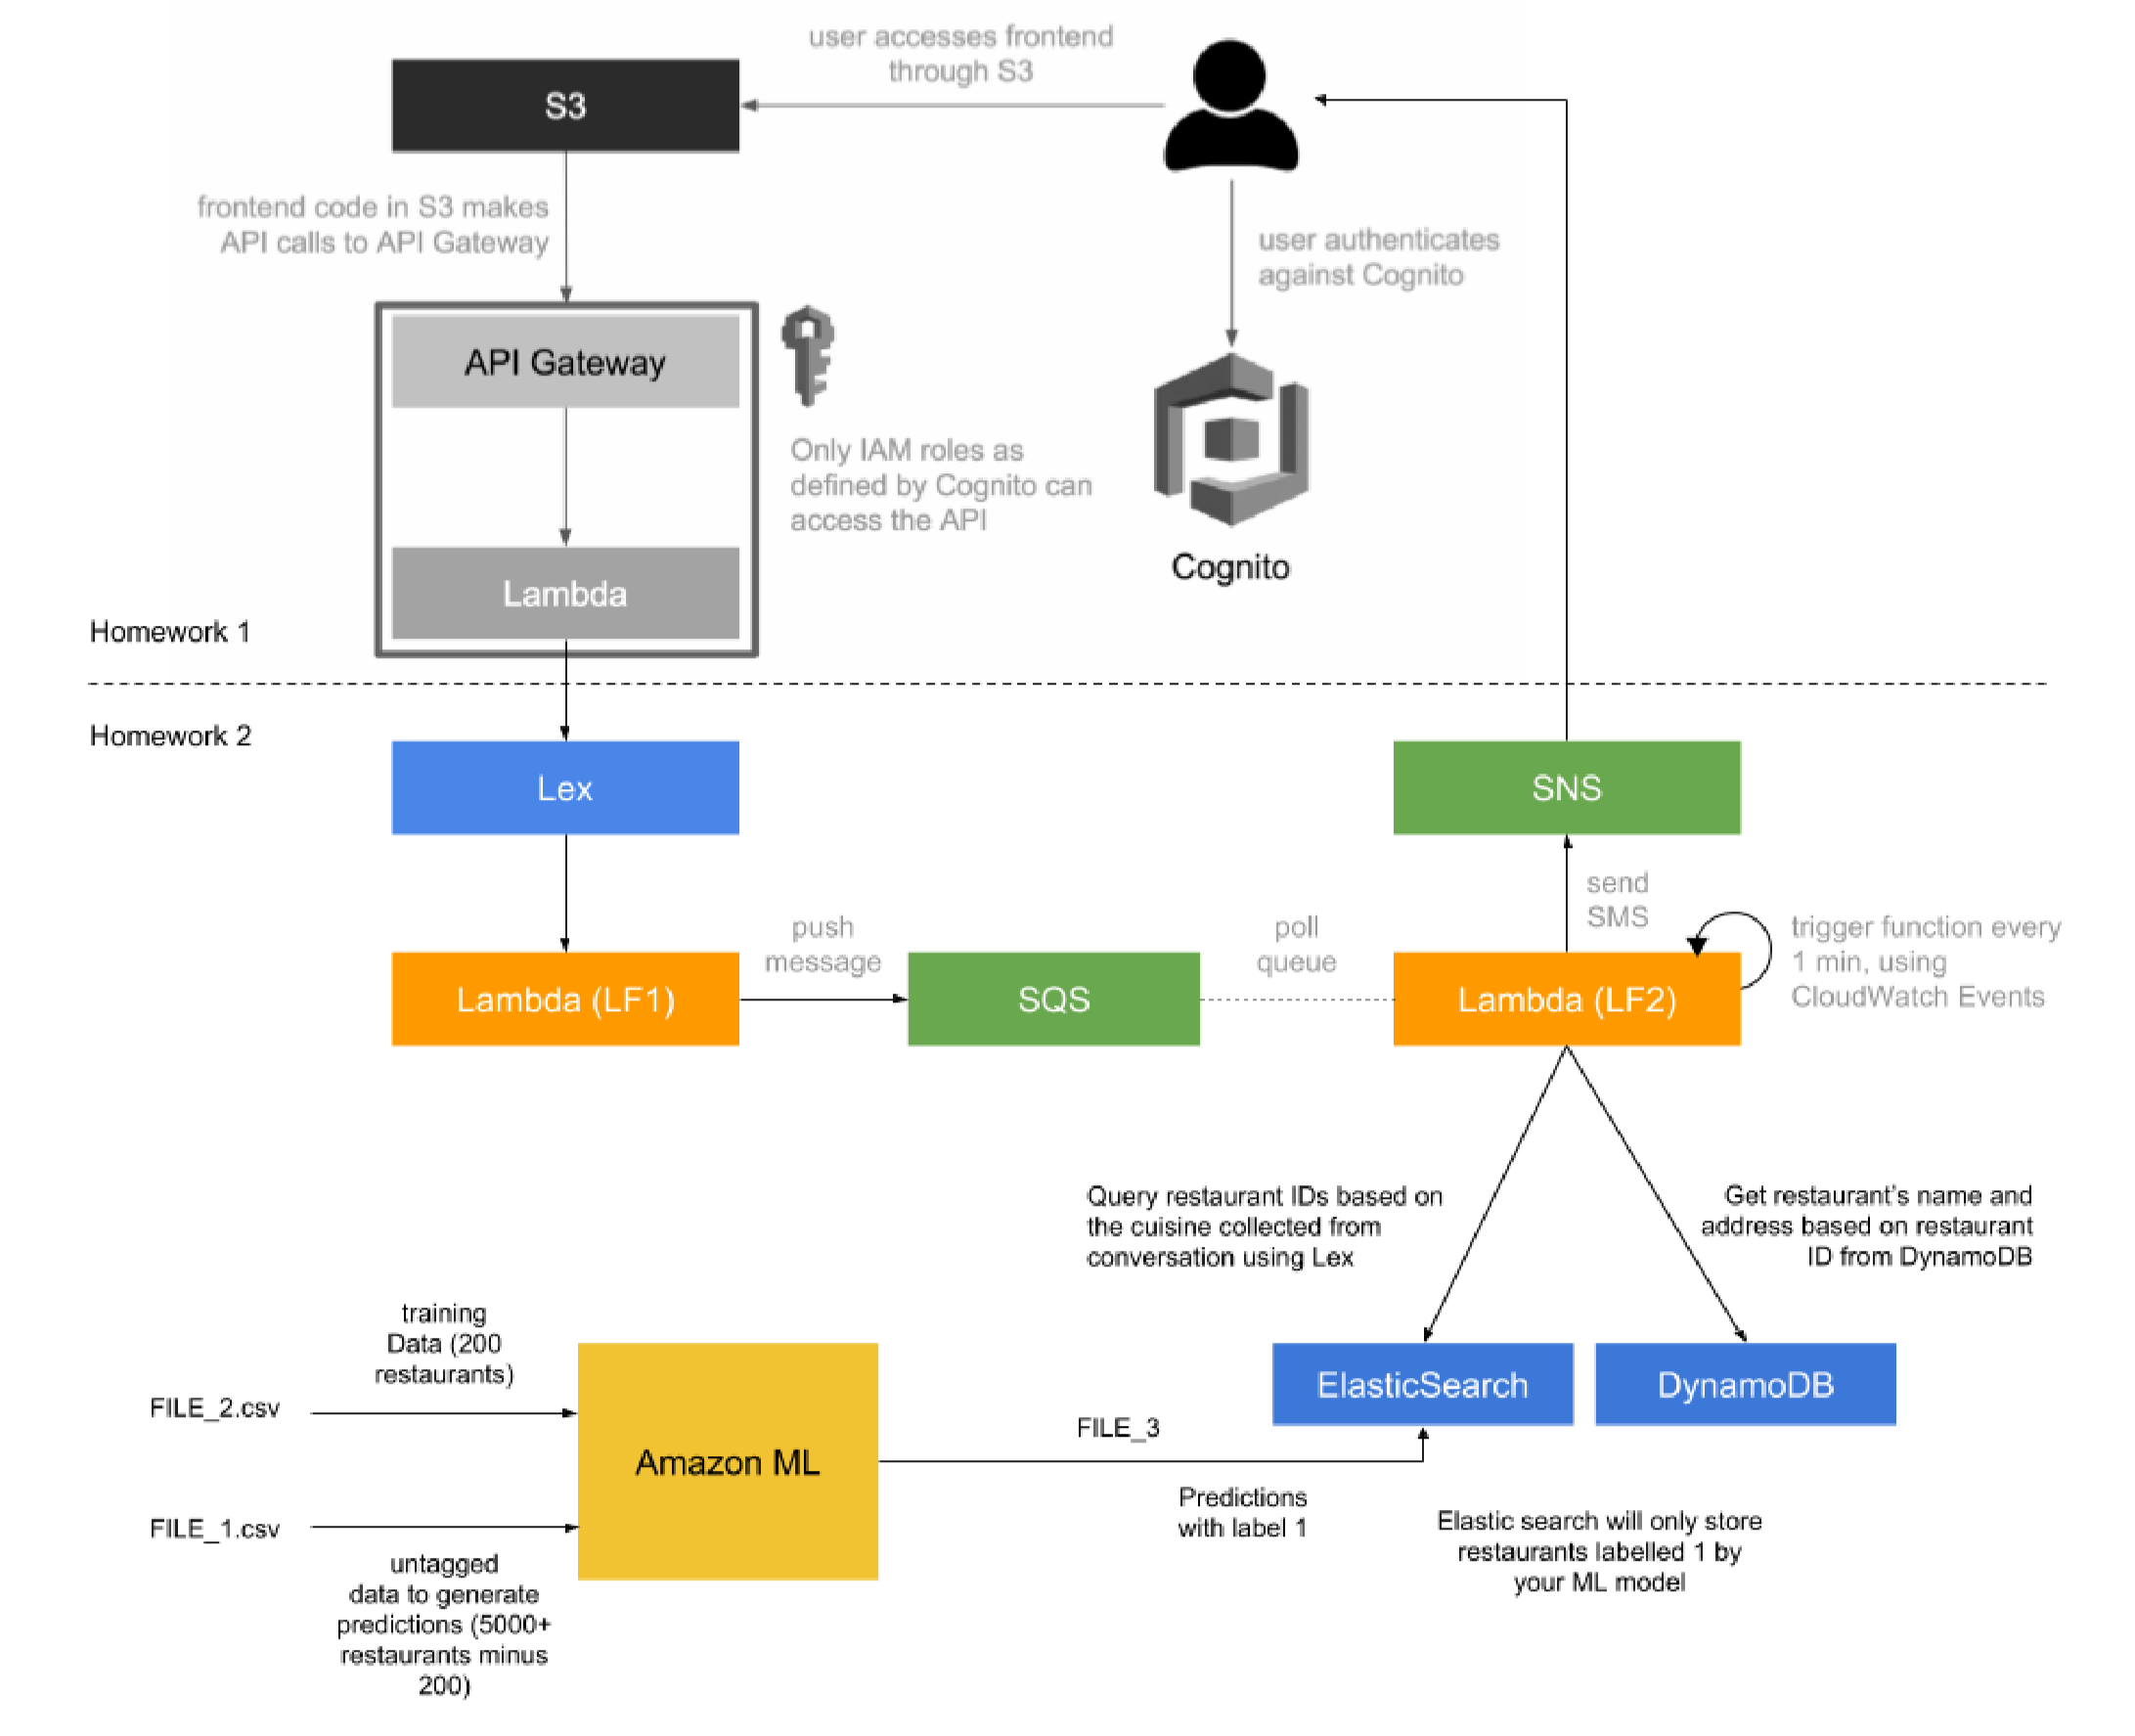 user accesses frontend
through S3
S3
frontend code in S3 makes
API calls to API Gateway
user authenticates
against Cognito
API Gateway
Only IAM roles as
defined by Cognito can
access the API
Cognito
Lambda
Homework 1
Homework 2
Lex
SNS
send
SMS
push
message
poll
queue
trigger function every
1 min, using
CloudWatch Events
Lambda (LF1)
SQS
Lambda (LF2)
Query restaurant IDs based on
the cuisine collected from
conversation using Lex
Get restaurant's name and
address based on restaurant
ID from DynamoDB
training
Data (200
restaurants)
FILE_2.csv
Amazon ML
FILE_1.csv
untagged
data to generate
predictions (5000+
restaurants minus
200)
FILE_3
Predictions
with label 1
ElasticSearch
DynamoDB
Elastic search will only store
restaurants labelled 1 by
your ML model